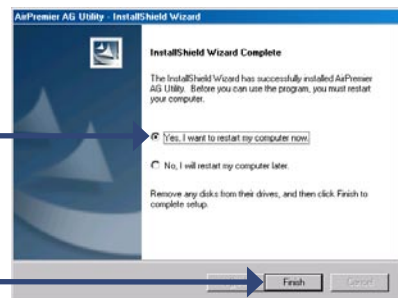 AirPremier AG Utility - InstallShield Wizard
InstallShield Wizard Complete
The InstallShield Wizard has successfully installed AirPremier
AG Utility. Before you can use the program, you must restart
your computer.
Yes, I want to restart my computer now.
No, I will restart my computer later.
Remove any disks from their drives, and then click Finish to
complete setup.
Finish
Cancel